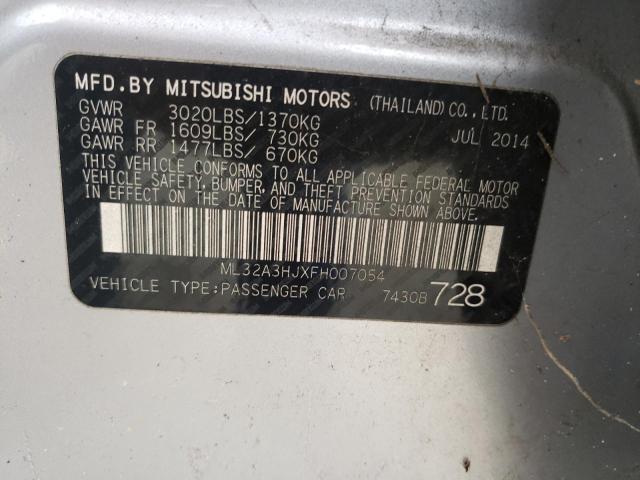 MFD.BY MITSUBISHI MOTORS (THAILAND)CO.,LTD.
GVWR 3020LBS/1370KG JUL 2014
GAWR FR 1609LBS/ 730KG
GAWR RR 1477LBS/ 670KG
THIS VEHICLE CONFORMS TO ALL APPLICABLE FEDERAL MOTOR
VEHICLE SAFETY, BUMPER, AND THEFT PREVENTION STANDARDS
IN EFFECT ON THE DATE OF MANUFACTURE SHOWN ABOVE.
ML32A3HJXFH007054
VEHICLE TYPE:PASSENGER CAR 7430B 728